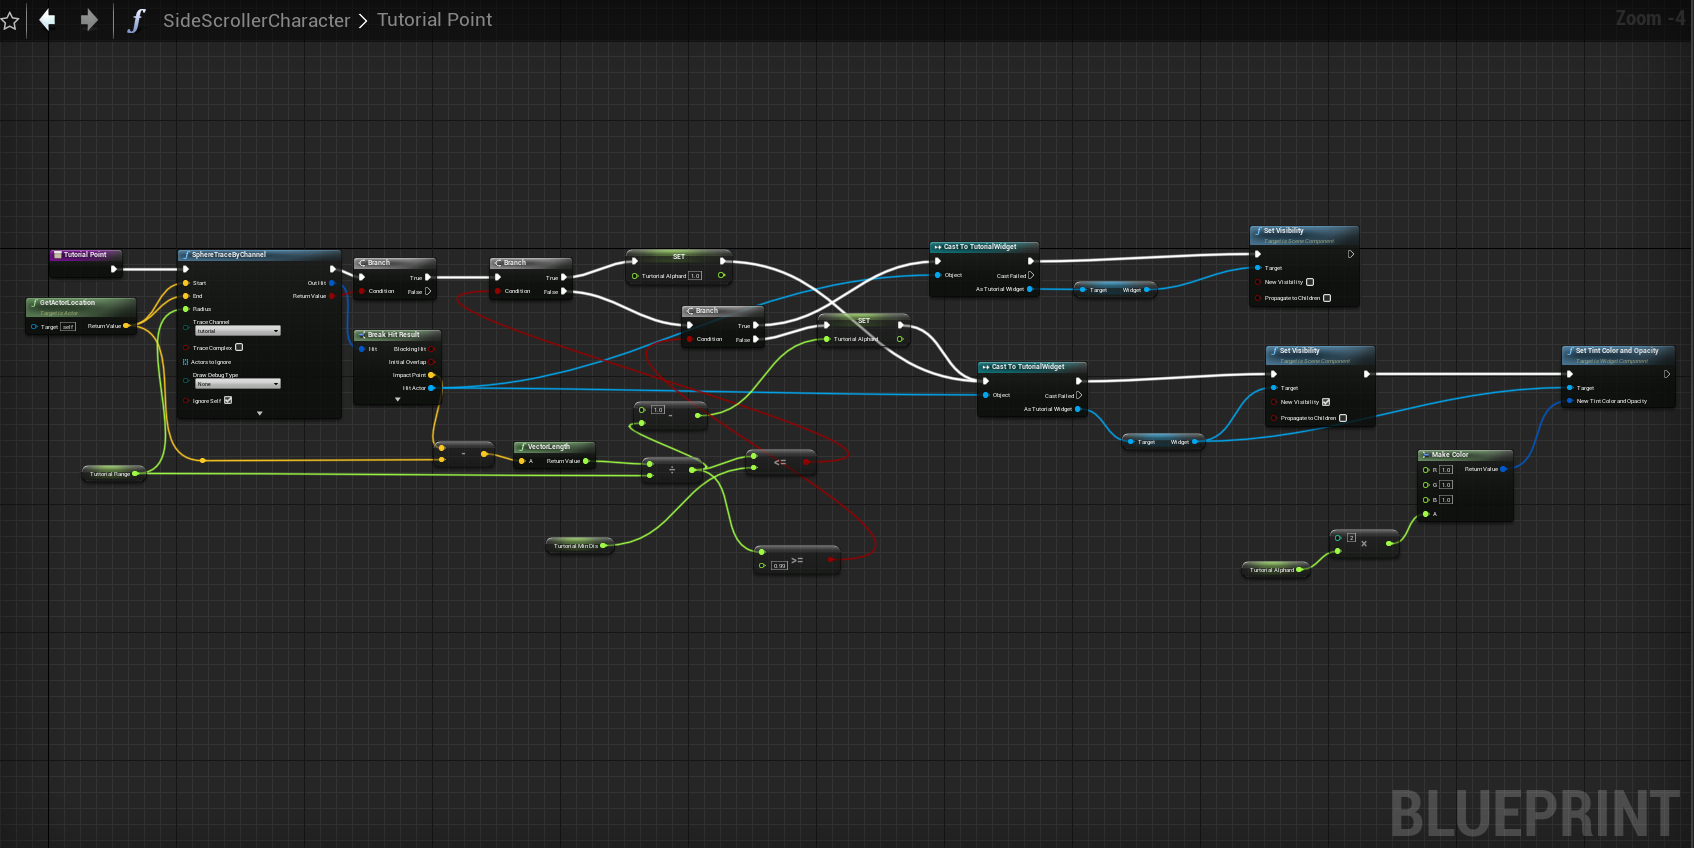 SideScrollerCharacter > Tutorial Point
Zoom -4
Tutorial Point
GetActorLocation
Target is Actor
Target self
Return Value
Tuttorial Range
SphereTraceByChannel
Start
Out Hit
End
Return Value
Radius
Trace Channel
tutorial
Trace Complex
Actors to Ignore
Draw Debug Type
None
Ignore Self
Branch
True
Condition
False
Break Hit Result
Hit
Blocking Hit
Initial Overlap
Impact Point
Hit Actor
Branch
True
Condition
False
SET
Turtorial Alphard 1.0
Branch
True
Condition
False
SET
Turtorial Alphard
1.0
-
-
VectorLength
A
Return Value
÷
<=
Turtorial Min Dis
>=
0.99
Cast To TutorialWidget
Object
Cast Failed
As Tutorial Widget
Target Widget
Set Visibility
Target is Scene Component
Target
New Visibility
Propagate to Children
Cast To TutorialWidget
Object
Cast Failed
As Tutorial Widget
Target Widget
Set Visibility
Target is Scene Component
Target
New Visibility
Propagate to Children
Set Tint Color and Opacity
Target is Widget Component
Target
New Tint Color and Opacity
Make Color
R 1.0
Return Value
G 1.0
B 1.0
A
2
×
Turtorial Alphard
BLUEPRINT